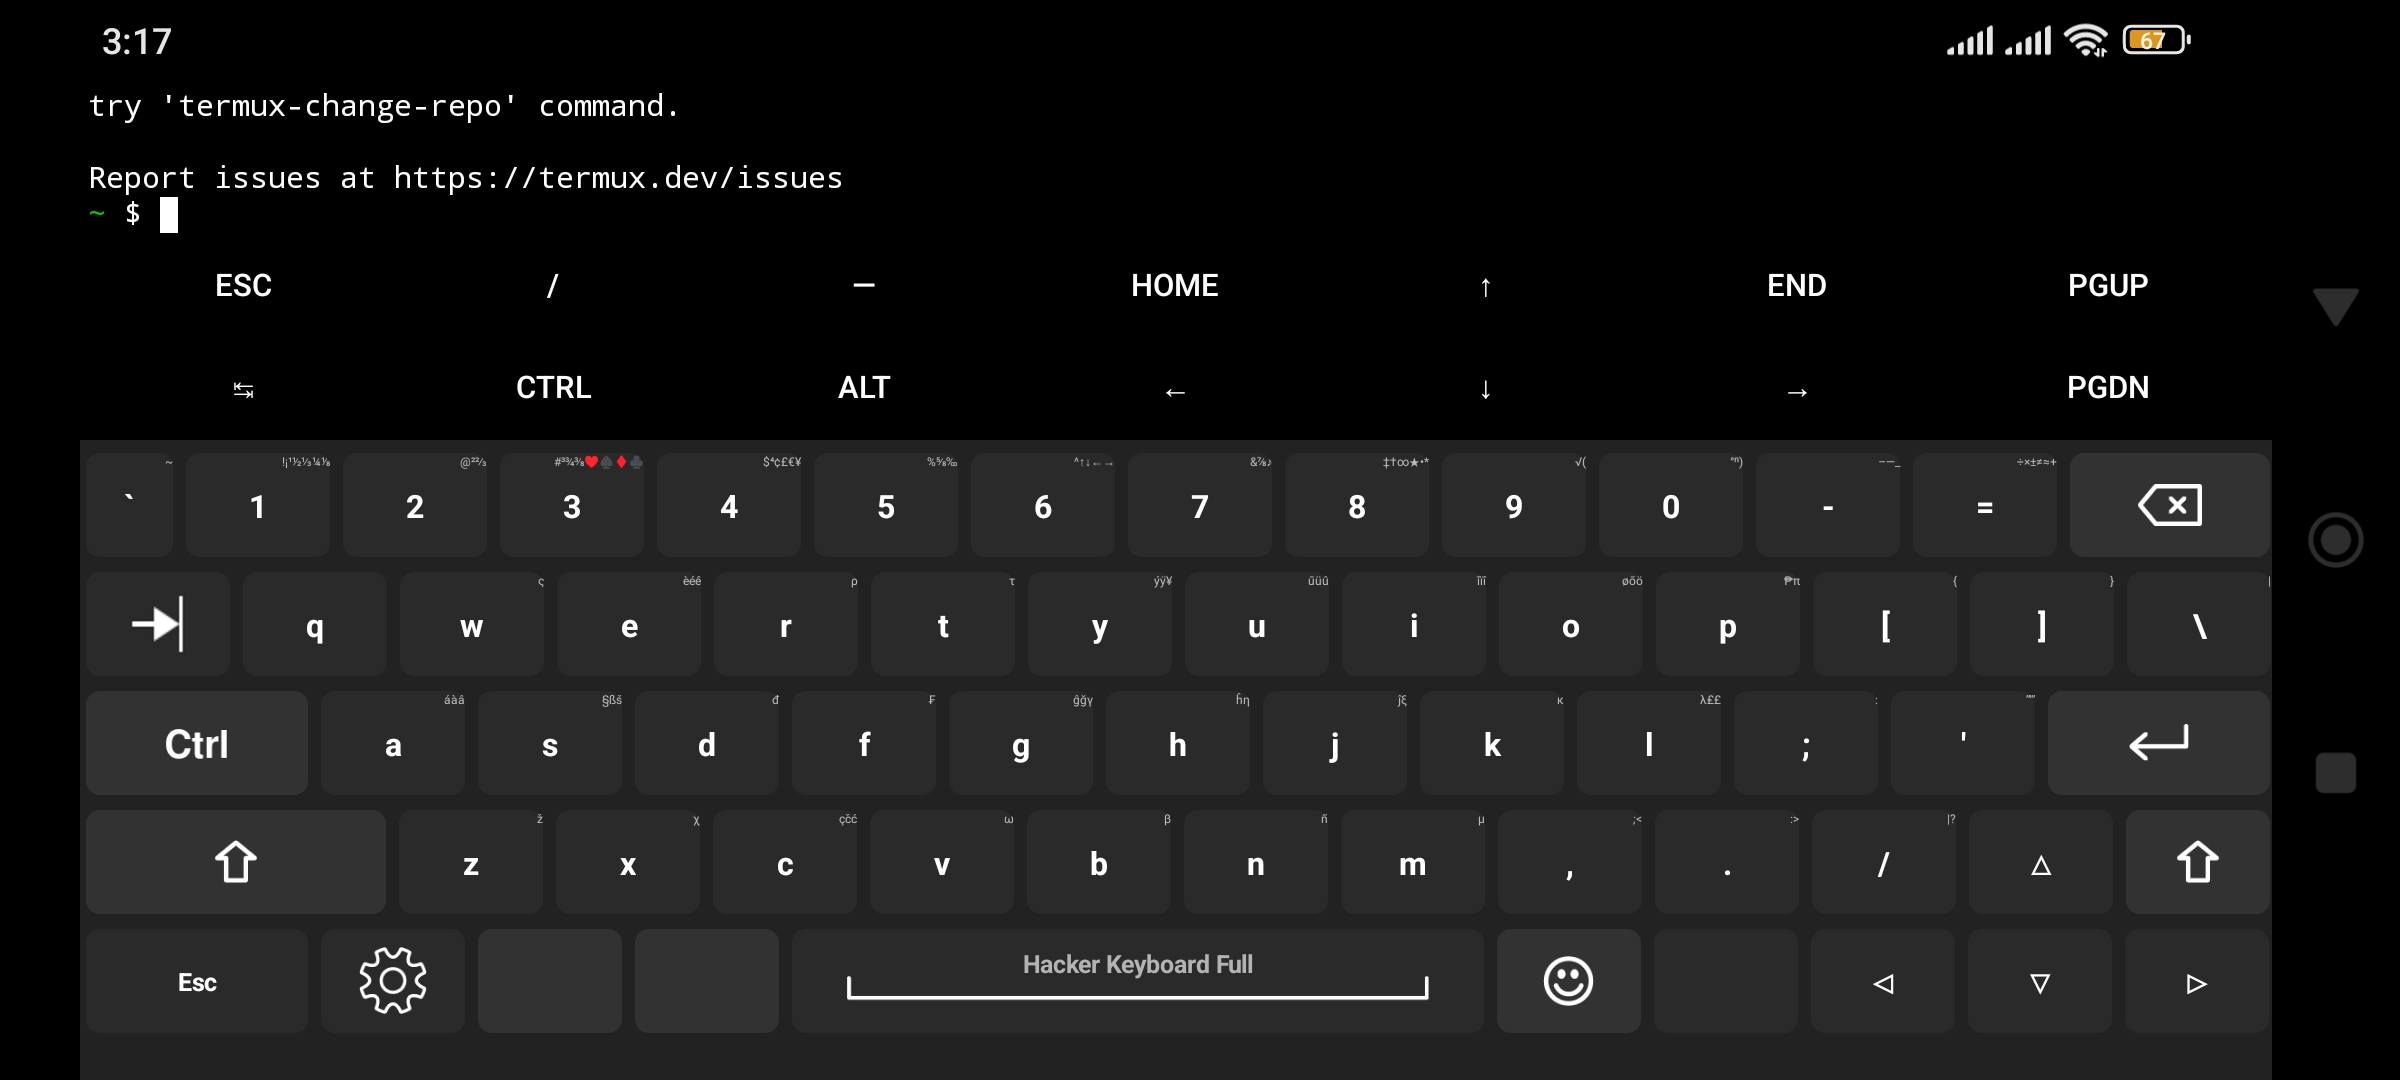 3:17 67
try 'termux-change-repo' command.
Report issues at https://termux.dev/issues
~ $
ESC / — HOME ↑ END PGUP
↹ CTRL ALT ← ↓ → PGDN
` 1 2 3 4 5 6 7 8 9 0 - =
q w e r t y u i o p [ ] \
Ctrl a s d f g h j k l ; '
z x c v b n m , . / △
Esc Hacker Keyboard Full ◁ ▽ ▷